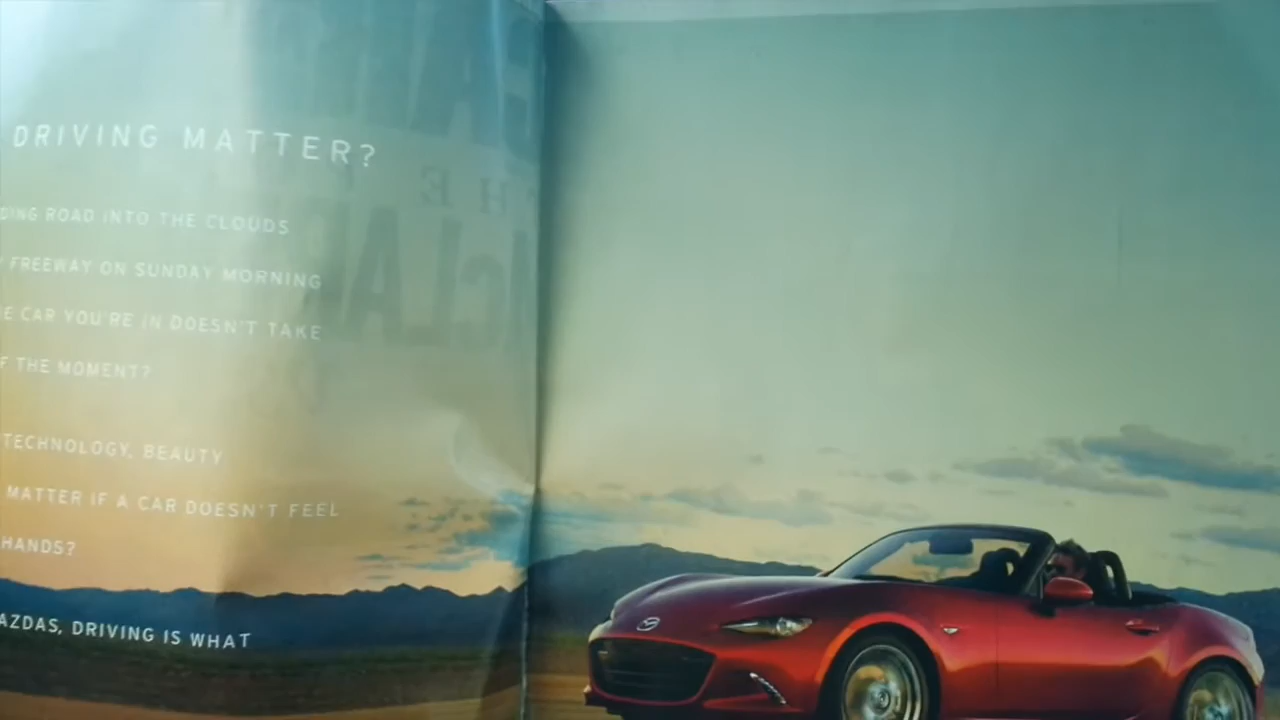 DRIVING MATTER?
DING ROAD INTO THE CLOUDS
FREEWAY ON SUNDAY MORNING
E CAR YOU'RE IN DOESN'T TAKE
F THE MOMENT?
TECHNOLOGY, BEAUTY
MATTER IF A CAR DOESN'T FEEL
HANDS?
AZDAS, DRIVING IS WHAT